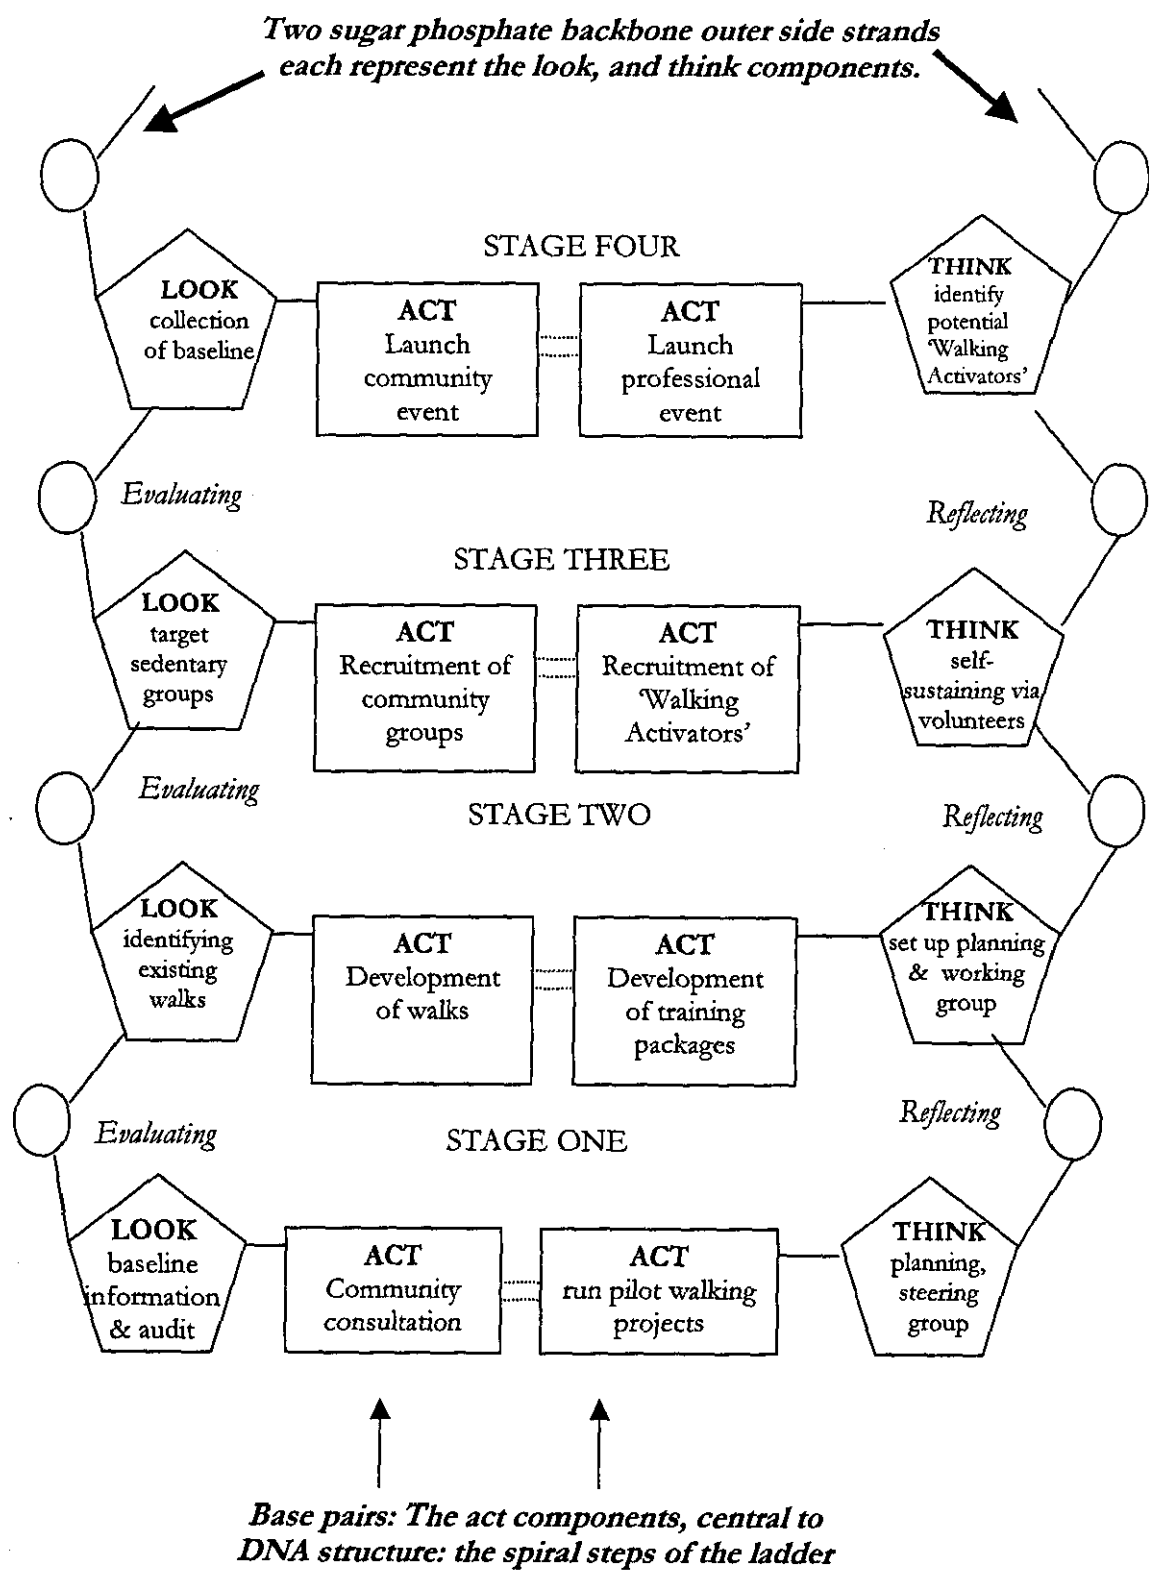 Two sugar phosphate backbone outer side strands
each represent the look, and think components.
STAGE FOUR
LOOK
collection
of baseline
ACT
Launch
community
event
ACT
Launch
professional
event
THINK
identify
potential
'Walking
Activators'
Evaluating
Reflecting
STAGE THREE
LOOK
target
sedentary
groups
ACT
Recruitment of
community
groups
ACT
Recruitment of
'Walking
Activators'
THINK
self-
sustaining via
volunteers
Evaluating
Reflecting
STAGE TWO
LOOK
identifying
existing
walks
ACT
Development
of walks
ACT
Development
of training
packages
THINK
set up planning
& working
group
Evaluating
Reflecting
STAGE ONE
LOOK
baseline
information
& audit
ACT
Community
consultation
ACT
run pilot walking
projects
THINK
planning,
steering
group
Base pairs: The act components, central to
DNA structure: the spiral steps of the ladder